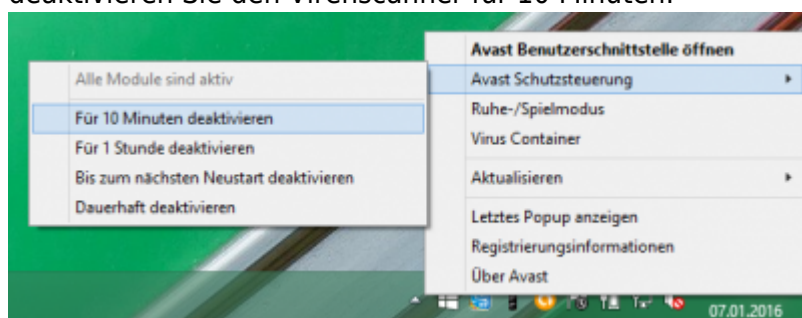 deaktivieren Sie den Virenscanner für 10 Minuten.
Avast Benutzerschnittstelle öffnen
Avast Schutzsteuerung
Ruhe-/Spielmodus
Virus Container
Aktualisieren
Letztes Popup anzeigen
Registrierungsinformationen
Über Avast
Alle Module sind aktiv
Für 10 Minuten deaktivieren
Für 1 Stunde deaktivieren
Bis zum nächsten Neustart deaktivieren
Dauerhaft deaktivieren
07.01.2016